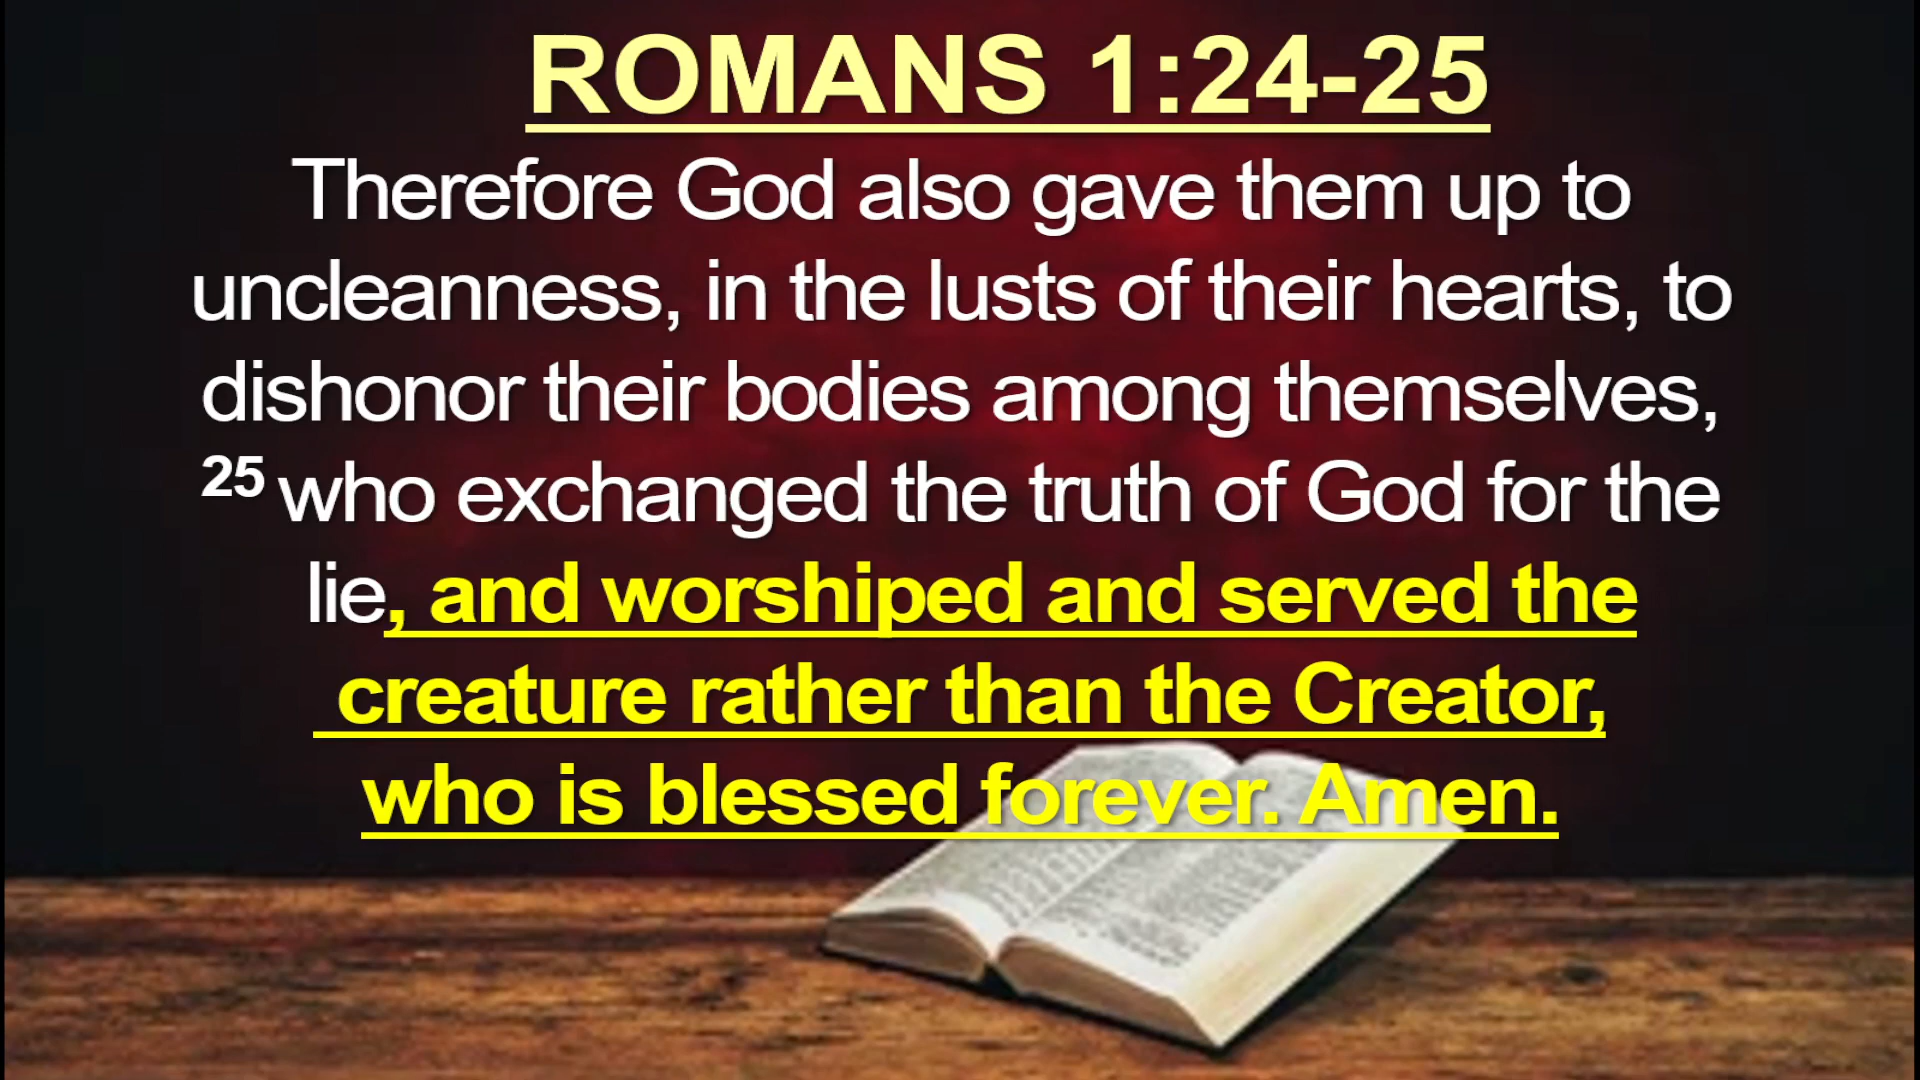 ROMANS 1:24-25
Therefore God also gave them up to
uncleanness, in the lusts of their hearts, to
dishonor their bodies among themselves,
25 who exchanged the truth of God for the
lie, and worshiped and served the
creature rather than the Creator,
who is blessed forever. Amen.